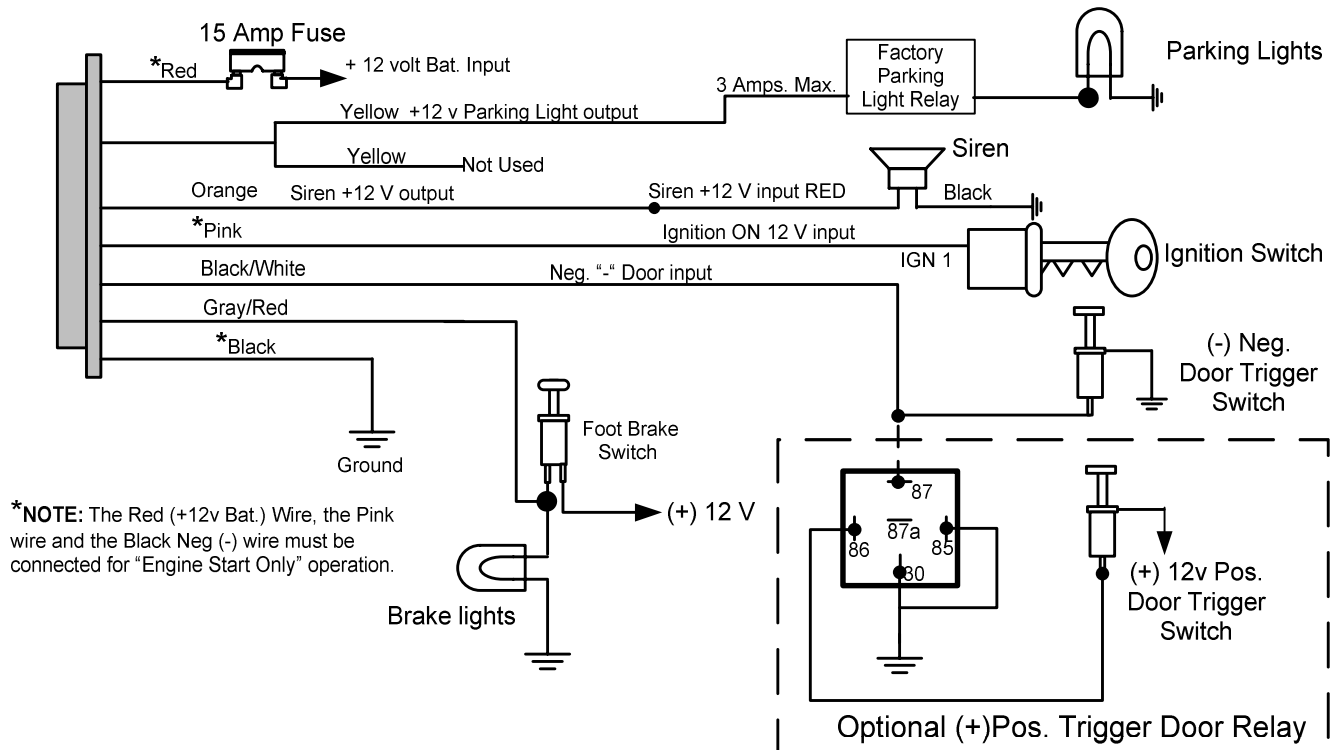 15 Amp Fuse
*Red
+ 12 volt Bat. Input
Factory
Parking
Light Relay
Parking Lights
3 Amps. Max.
Yellow +12 v Parking Light output
Yellow
Not Used
Siren
Orange
Siren +12 V output
Siren +12 V input RED
Black
*Pink
Ignition ON 12 V input
IGN 1
Ignition Switch
Black/White
Neg. “-“ Door input
Gray/Red
*Black
Ground
(-) Neg.
Door Trigger
Switch
Foot Brake
Switch
(+) 12 V
*NOTE: The Red (+12v Bat.) Wire, the Pink
wire and the Black Neg (-) wire must be
connected for “Engine Start Only” operation.
Brake lights
87
87a
86
85
30
(+) 12v Pos.
Door Trigger
Switch
Optional (+)Pos. Trigger Door Relay